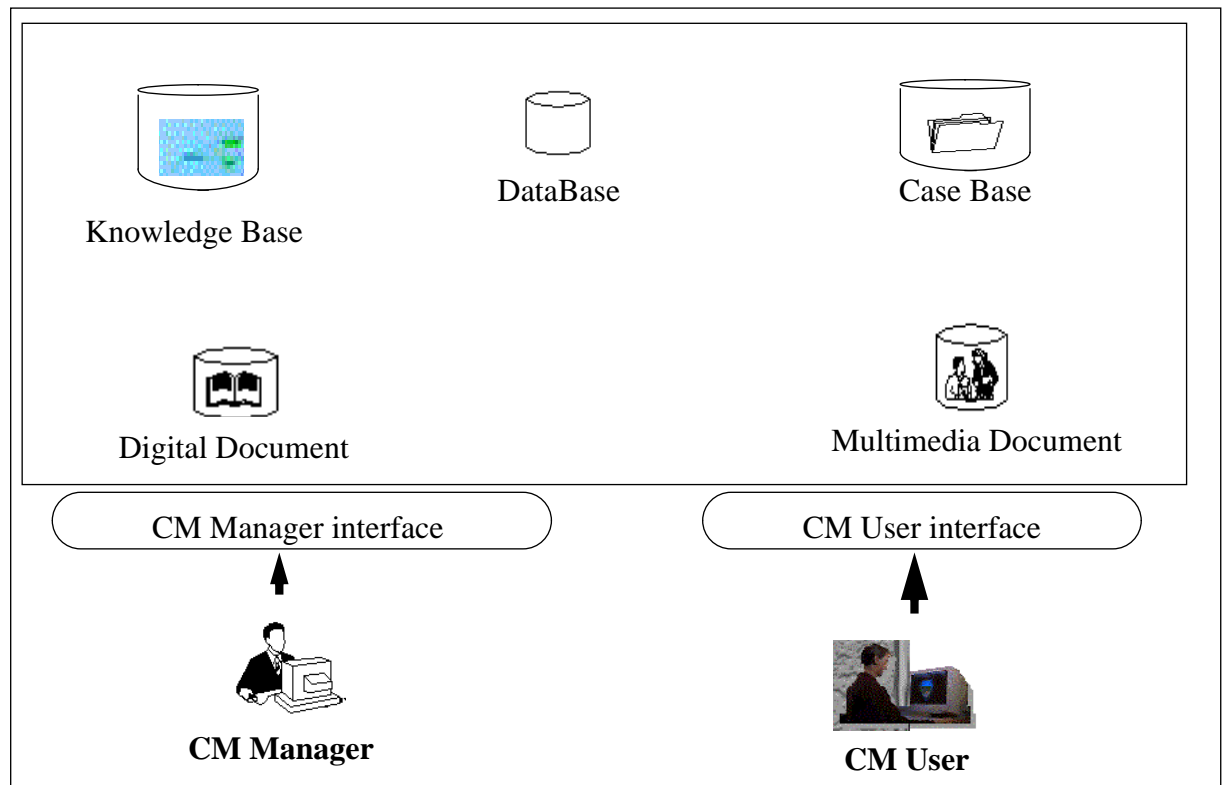 DataBase
Case Base
Knowledge Base
Digital Document
Multimedia Document
CM Manager interface
CM User interface
CM Manager
CM User